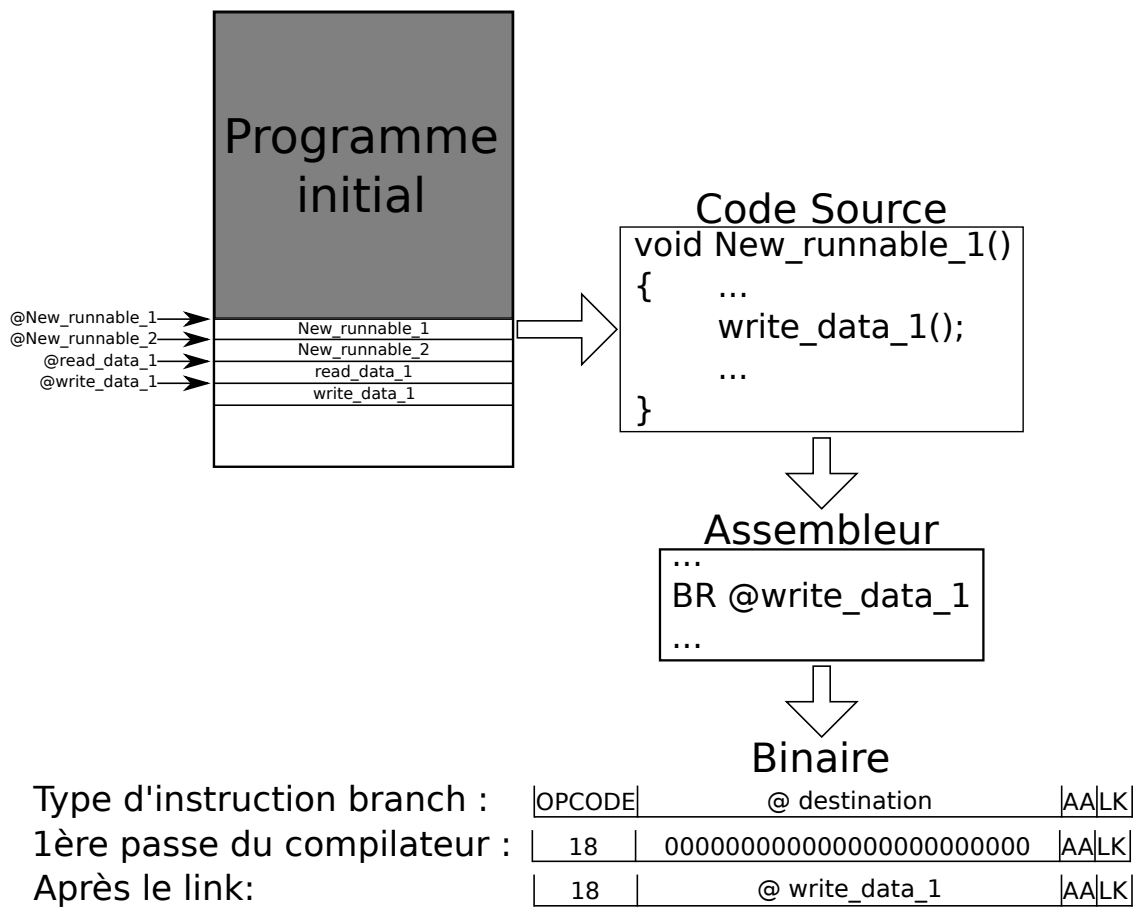 Programme
initial
@New_runnable_1
@New_runnable_2
@read_data_1
@write_data_1
New_runnable_1
New_runnable_2
read_data_1
write_data_1
Code Source
void New_runnable_1()
{ ...
write_data_1();
...
}
Assembleur
...
BR @write_data_1
...
Binaire
Type d'instruction branch : OPCODE @ destination AA LK
1ère passe du compilateur : 18 000000000000000000000000 AA LK
Après le link: 18 @ write_data_1 AA LK